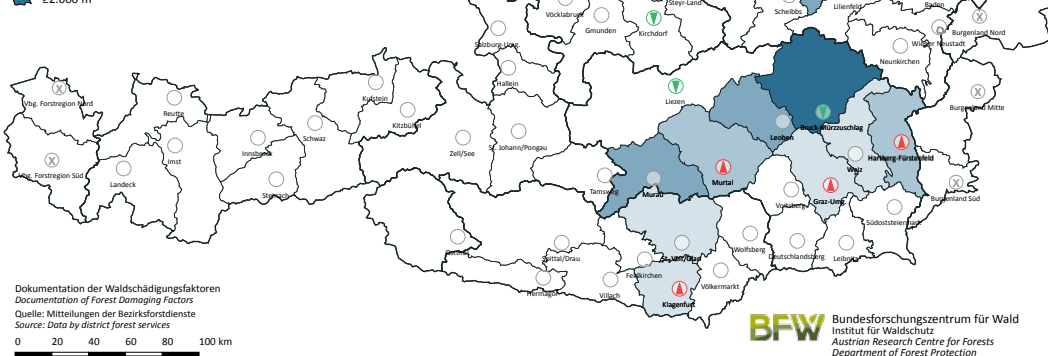 ≥2.000 m
Vöcklabruck
Gmunden
Steyr-Land
Kirchdorf
Scheibbs
Lilienfeld
Baden
Burgenland Nord
Wiener Neustadt
Neunkirchen
Salzburg-Umg.
Hallein
Vbg. Forstregion Nord
Reutte
Kufstein
Kitzbühel
Liezen
Burgenland Mitte
Schwaz
Innsbruck
Imst
Zell/See
St. Johann/Pongau
Leoben
Bruck-Mürzzuschlag
Hartberg-Fürstenfeld
Vbg. Forstregion Süd
Landeck
Steinach
Tamsweg
Murau
Murtal
Weiz
Graz-Umg.
Voitsberg
Burgenland Süd
Südoststeiermark
Osttirol
Spittal/Drau
Hermagor
Villach
Feldkirchen
St. Veit/Glan
Klagenfurt
Völkermarkt
Wolfsberg
Deutschlandsberg
Leibnitz
Dokumentation der Waldschädigungsfaktoren
Documentation of Forest Damaging Factors
Quelle: Mitteilungen der Bezirksforstdienste
Source: Data by district forest services
0 20 40 60 80 100 km
BFW
Bundesforschungszentrum für Wald
Institut für Waldschutz
Austrian Research Centre for Forests
Department of Forest Protection